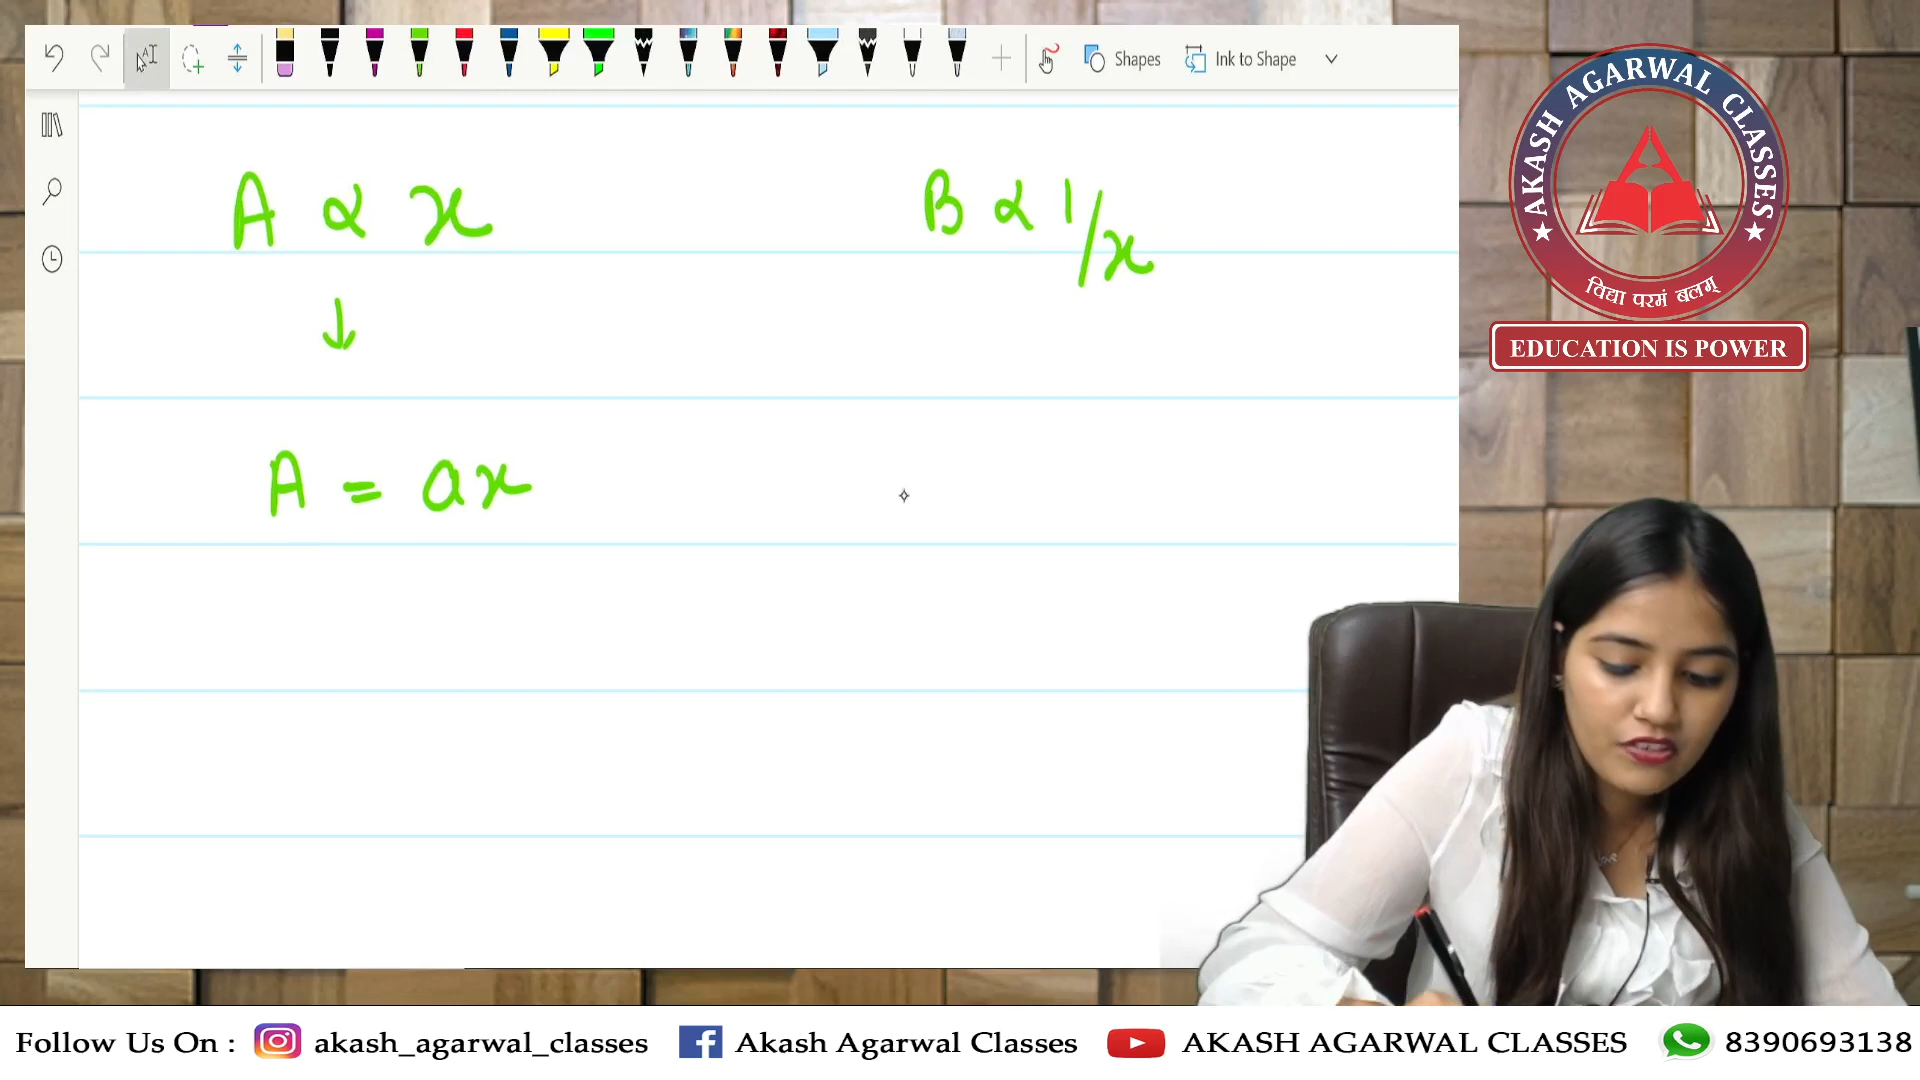 Shapes Ink to Shape
A ∝ x B ∝ 1/x
↓
A = ax
AKASH AGARWAL CLASSES
विद्या परमं बलम्
EDUCATION IS POWER
Follow Us On : akash_agarwal_classes Akash Agarwal Classes AKASH AGARWAL CLASSES 8390693138